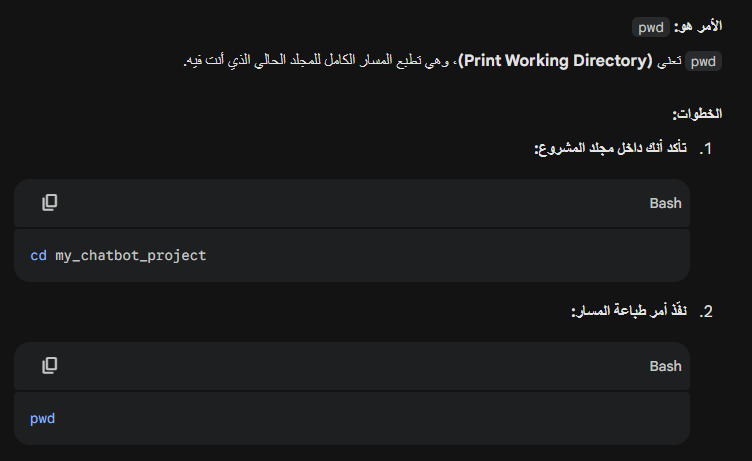 الأمر هو: pwd
pwd تعني (Print Working Directory)، وهي تطبع المسار الكامل للمجلد الحالي الذي أنت فيه.
الخطوات:
1. تأكد أنك داخل مجلد المشروع:
Bash
cd my_chatbot_project
2. نفّذ أمر طباعة المسار:
Bash
pwd